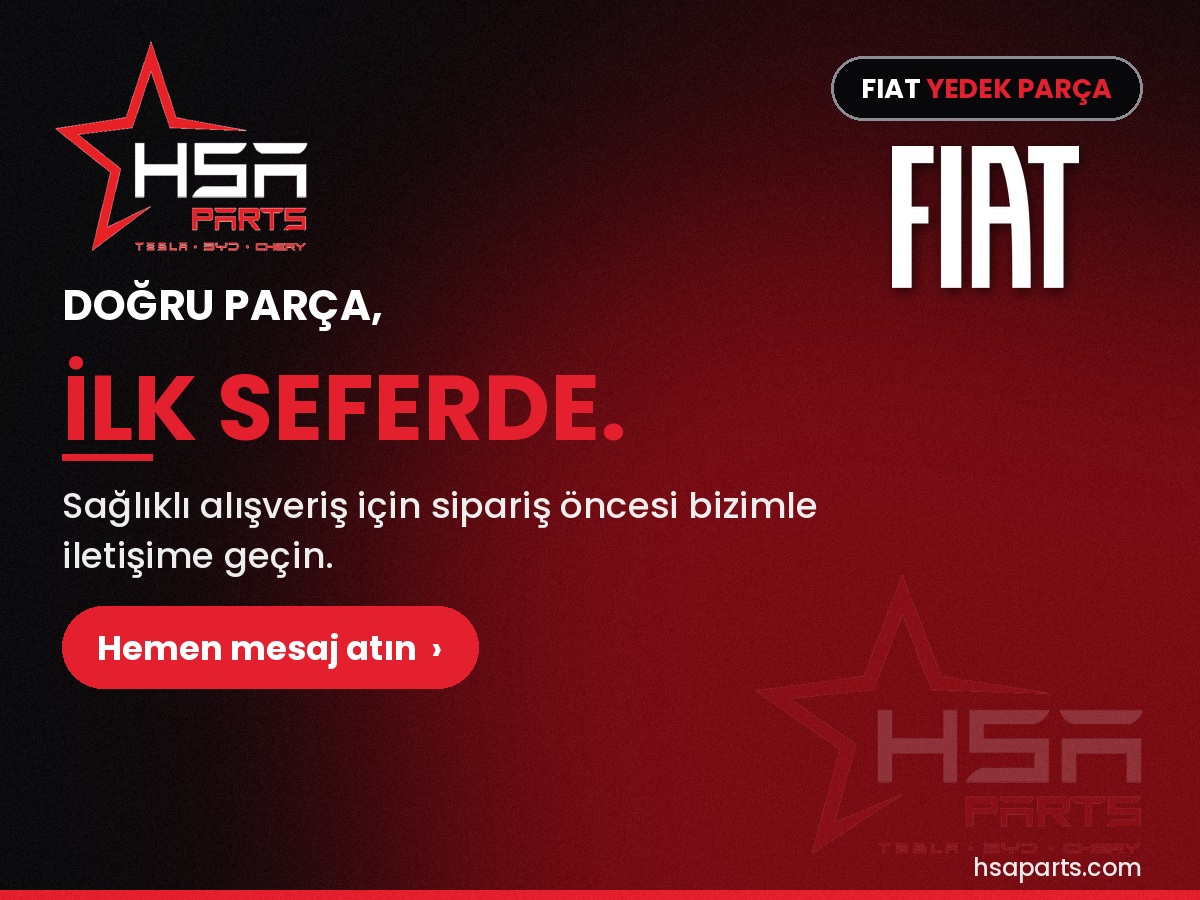 HSA
PARTS
TESLA • BYD • CHERY
FIAT YEDEK PARÇA
FIAT
DOĞRU PARÇA,
İLK SEFERDE.
Sağlıklı alışveriş için sipariş öncesi bizimle
iletişime geçin.
Hemen mesaj atın ›
HSA
PARTS
TESLA • BYD • CHERY
hsaparts.com